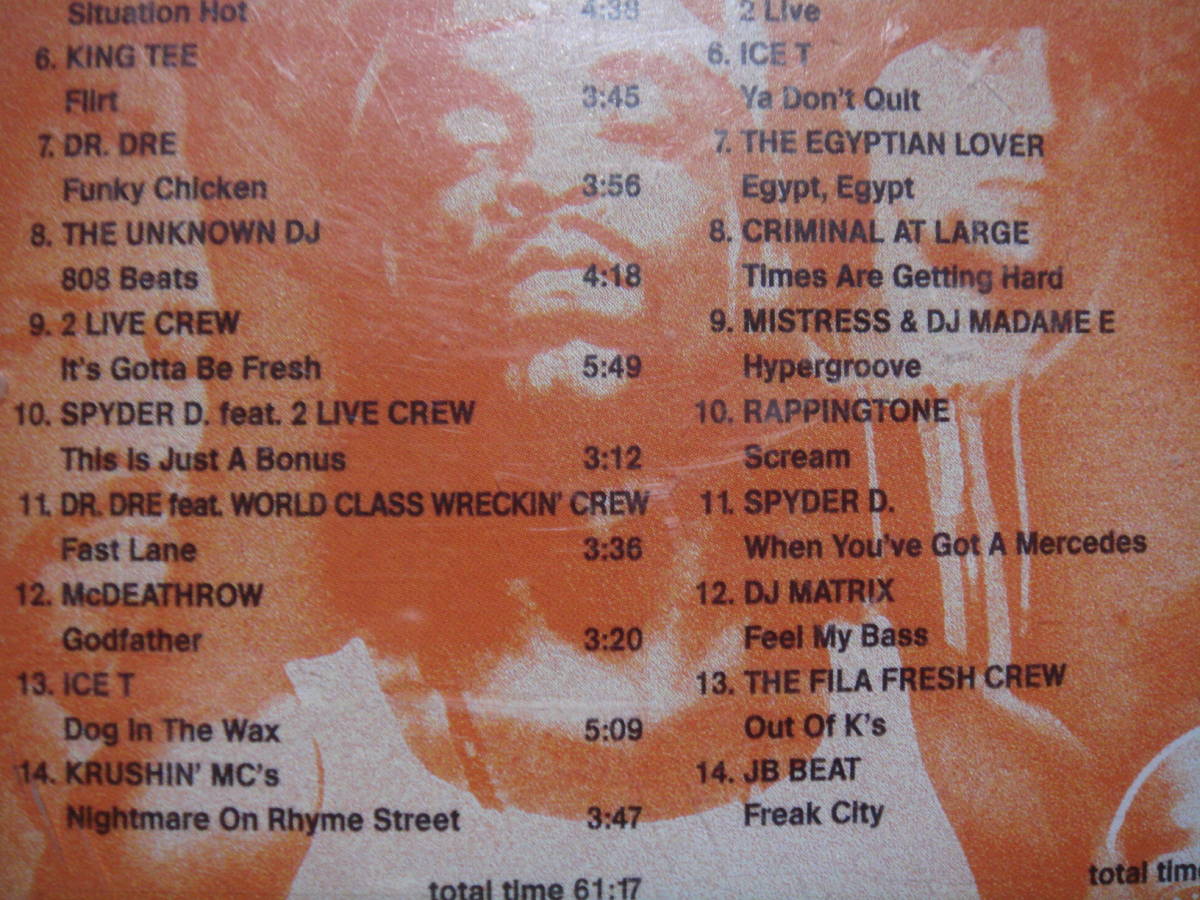 Situation Hot 4:38
6. KING TEE
Flirt 3:45
7. DR. DRE
Funky Chicken 3:56
8. THE UNKNOWN DJ
808 Beats 4:18
9. 2 LIVE CREW
It's Gotta Be Fresh 5:49
10. SPYDER D. feat. 2 LIVE CREW
This Is Just A Bonus 3:12
11. DR. DRE feat. WORLD CLASS WRECKIN' CREW
Fast Lane 3:36
12. McDEATHROW
Godfather 3:20
13. ICE T
Dog In The Wax 5:09
14. KRUSHIN' MC's
Nightmare On Rhyme Street 3:47
total time 61:17
2 Live
6. ICE T
Ya Don't Quit
7. THE EGYPTIAN LOVER
Egypt, Egypt
8. CRIMINAL AT LARGE
Times Are Getting Hard
9. MISTRESS & DJ MADAME E
Hypergroove
10. RAPPINGTONE
Scream
11. SPYDER D.
When You've Got A Mercedes
12. DJ MATRIX
Feel My Bass
13. THE FILA FRESH CREW
Out Of K's
14. JB BEAT
Freak City
total